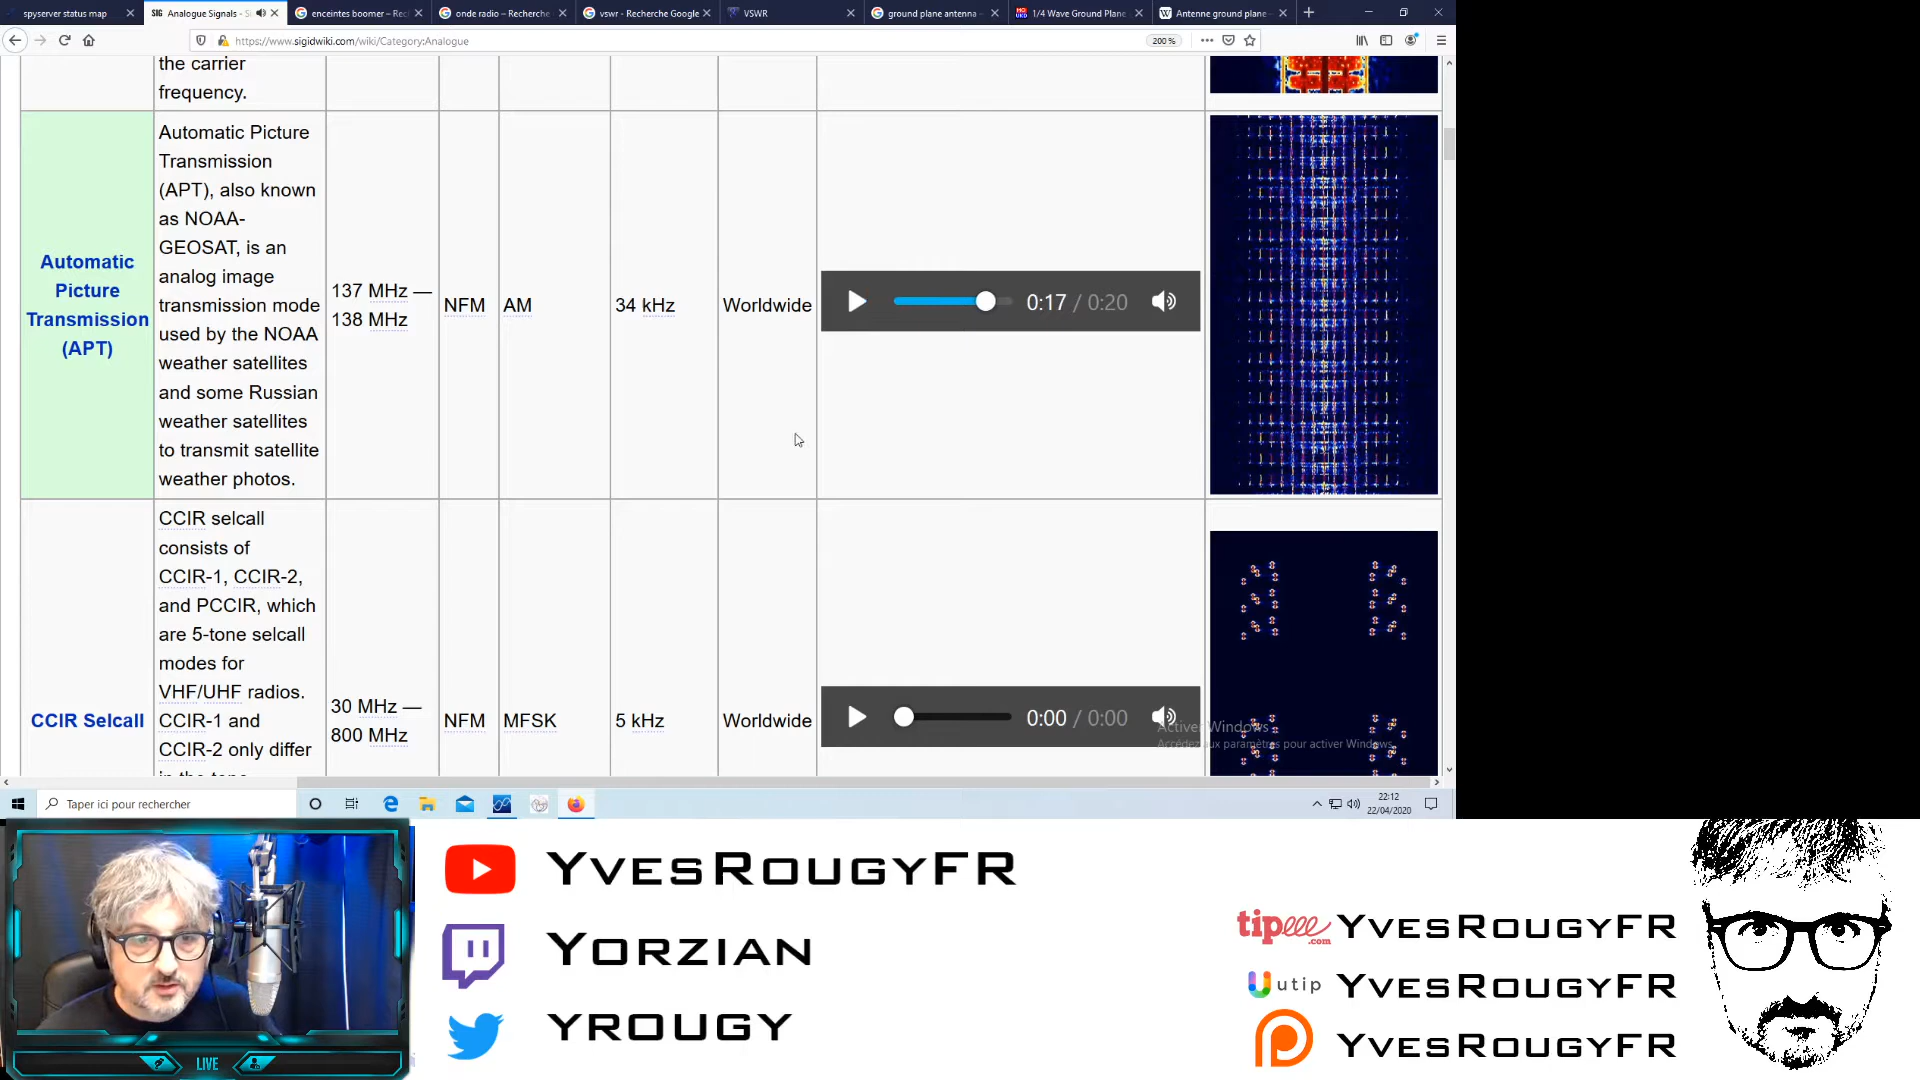 spyserver status map
SIG
Analogue Signals - Si
enceintes boomer – Rec
onde radio – Recherche
vswr - Recherche Google
VSWR
ground plane antenna -
1/4 Wave Ground Plane
W
Antenne ground plane –
https://www.sigidwiki.com/wiki/Category:Analogue
200 %
the carrier
frequency.
Automatic
Picture
Transmission
(APT)
Automatic Picture
Transmission
(APT), also known
as NOAA-
GEOSAT, is an
analog image
transmission mode
used by the NOAA
weather satellites
and some Russian
weather satellites
to transmit satellite
weather photos.
137 MHz —
138 MHz
NFM
AM
34 kHz
Worldwide
0:17 / 0:20
CCIR Selcall
CCIR selcall
consists of
CCIR-1, CCIR-2,
and PCCIR, which
are 5-tone selcall
modes for
VHF/UHF radios.
CCIR-1 and
CCIR-2 only differ
in the tone
30 MHz —
800 MHz
NFM
MFSK
5 kHz
Worldwide
0:00 / 0:00
Activer Windows
Accédez aux paramètres pour activer Windows.
Taper ici pour rechercher
22:12
22/04/2020
LIVE
YvesRougyFR
Yorzian
YROUGY
tipeee
.com
YvesRougyFR
utip
YvesRougyFR
YvesRougyFR